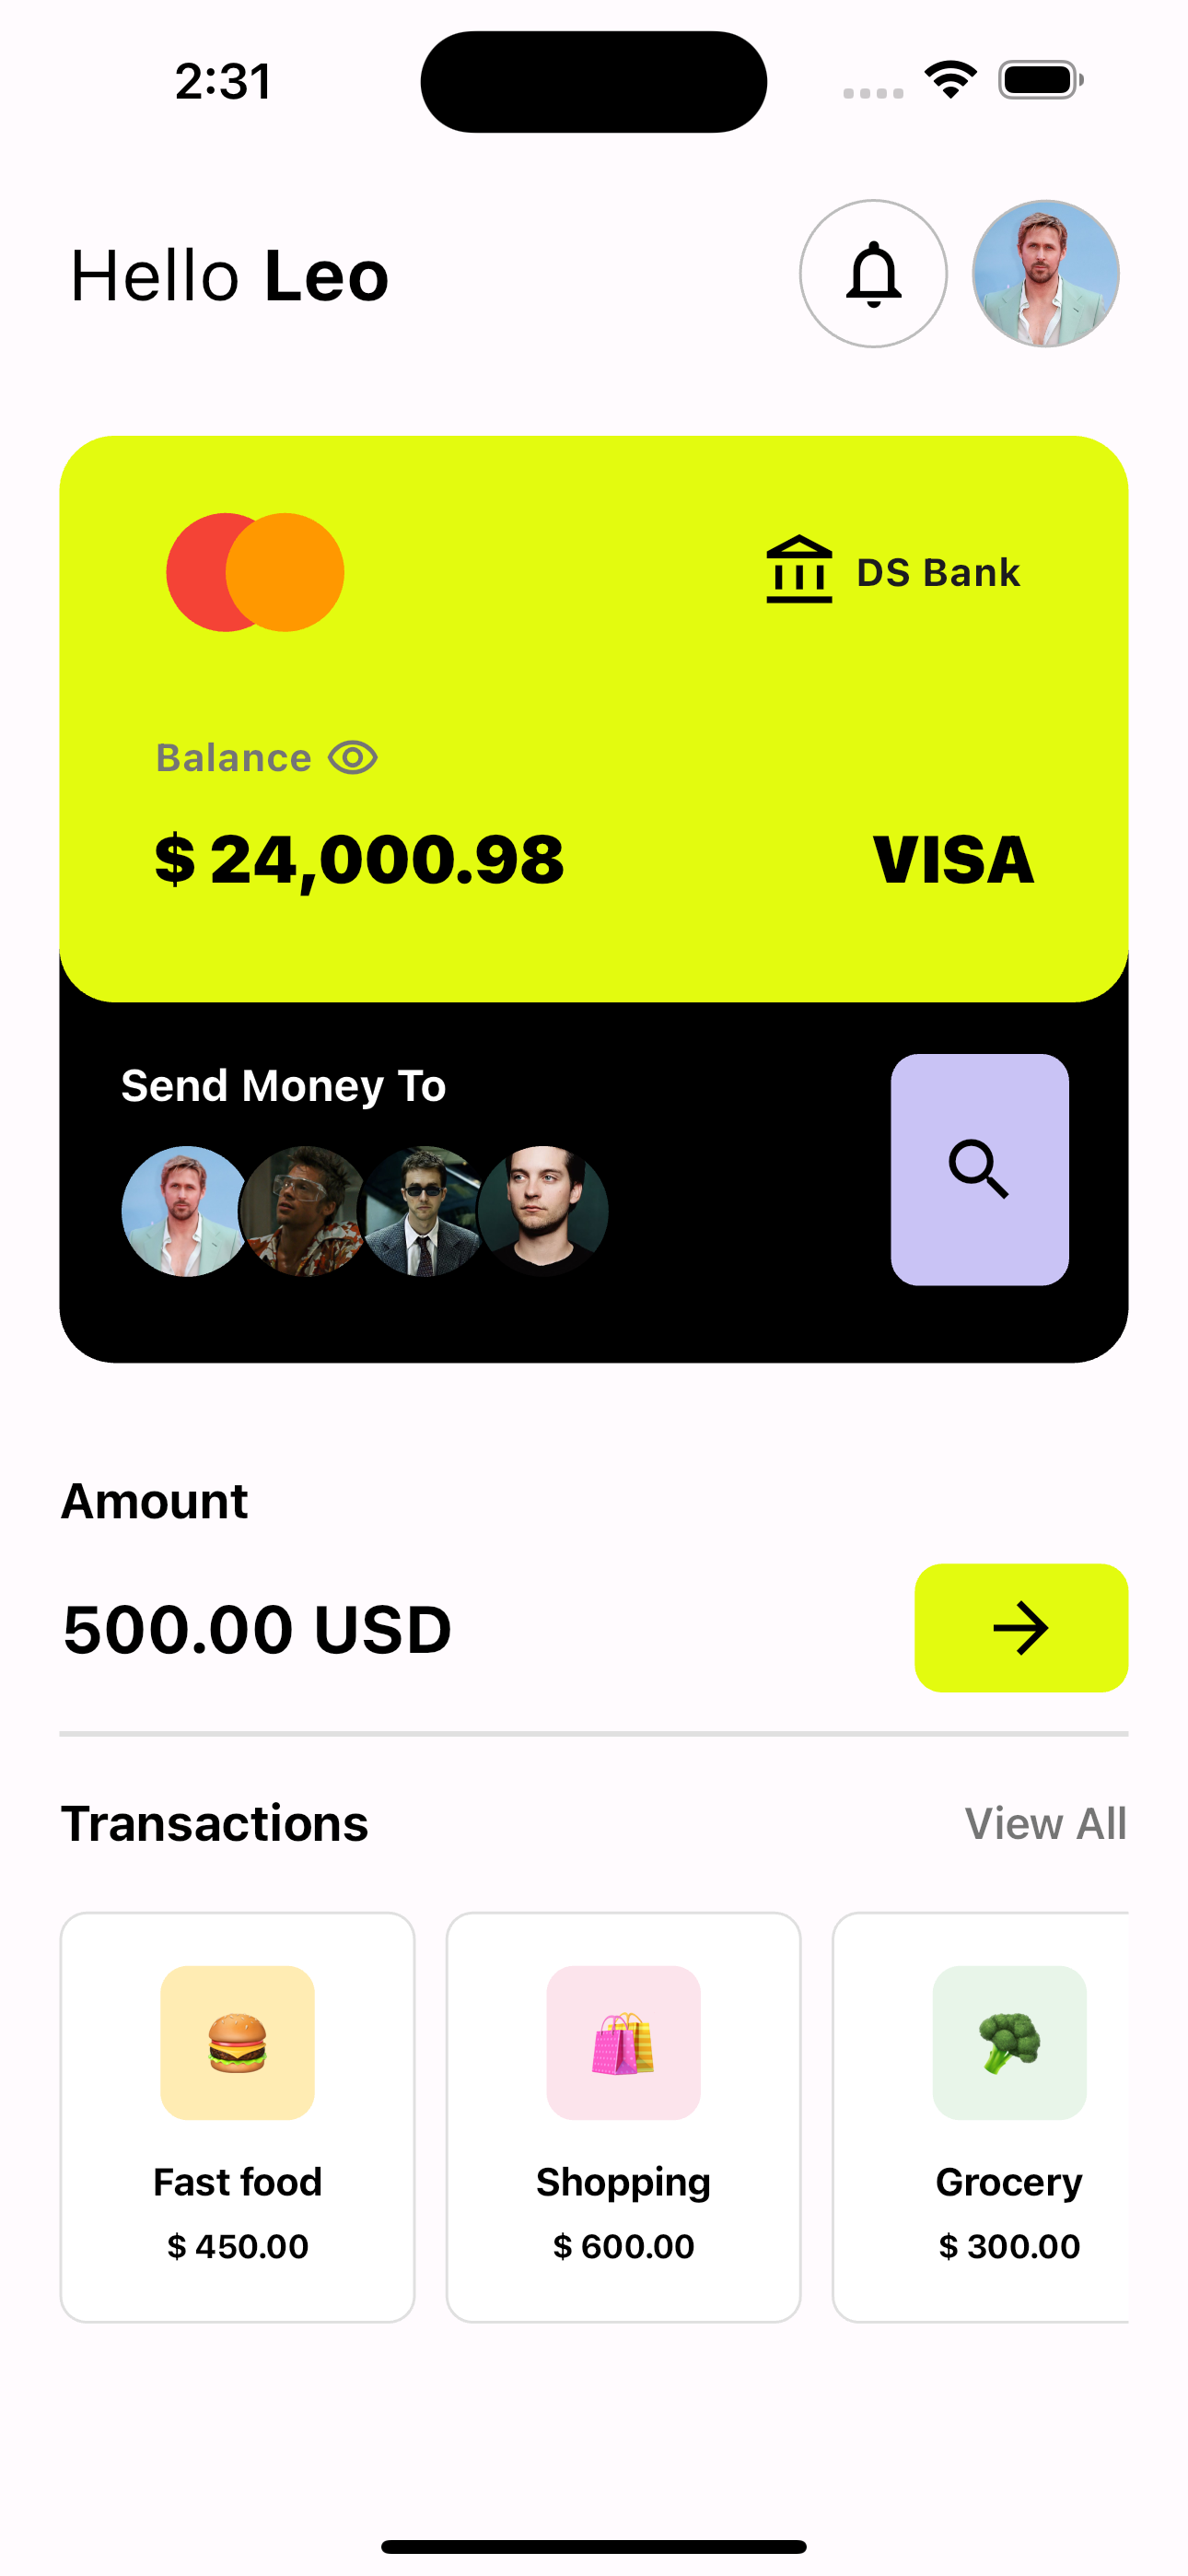 2:31
Hello Leo
DS Bank
Balance
$ 24,000.98
VISA
Send Money To
Amount
500.00 USD
Transactions
View All
Fast food
Shopping
Grocery
$ 450.00
$ 600.00
$ 300.00